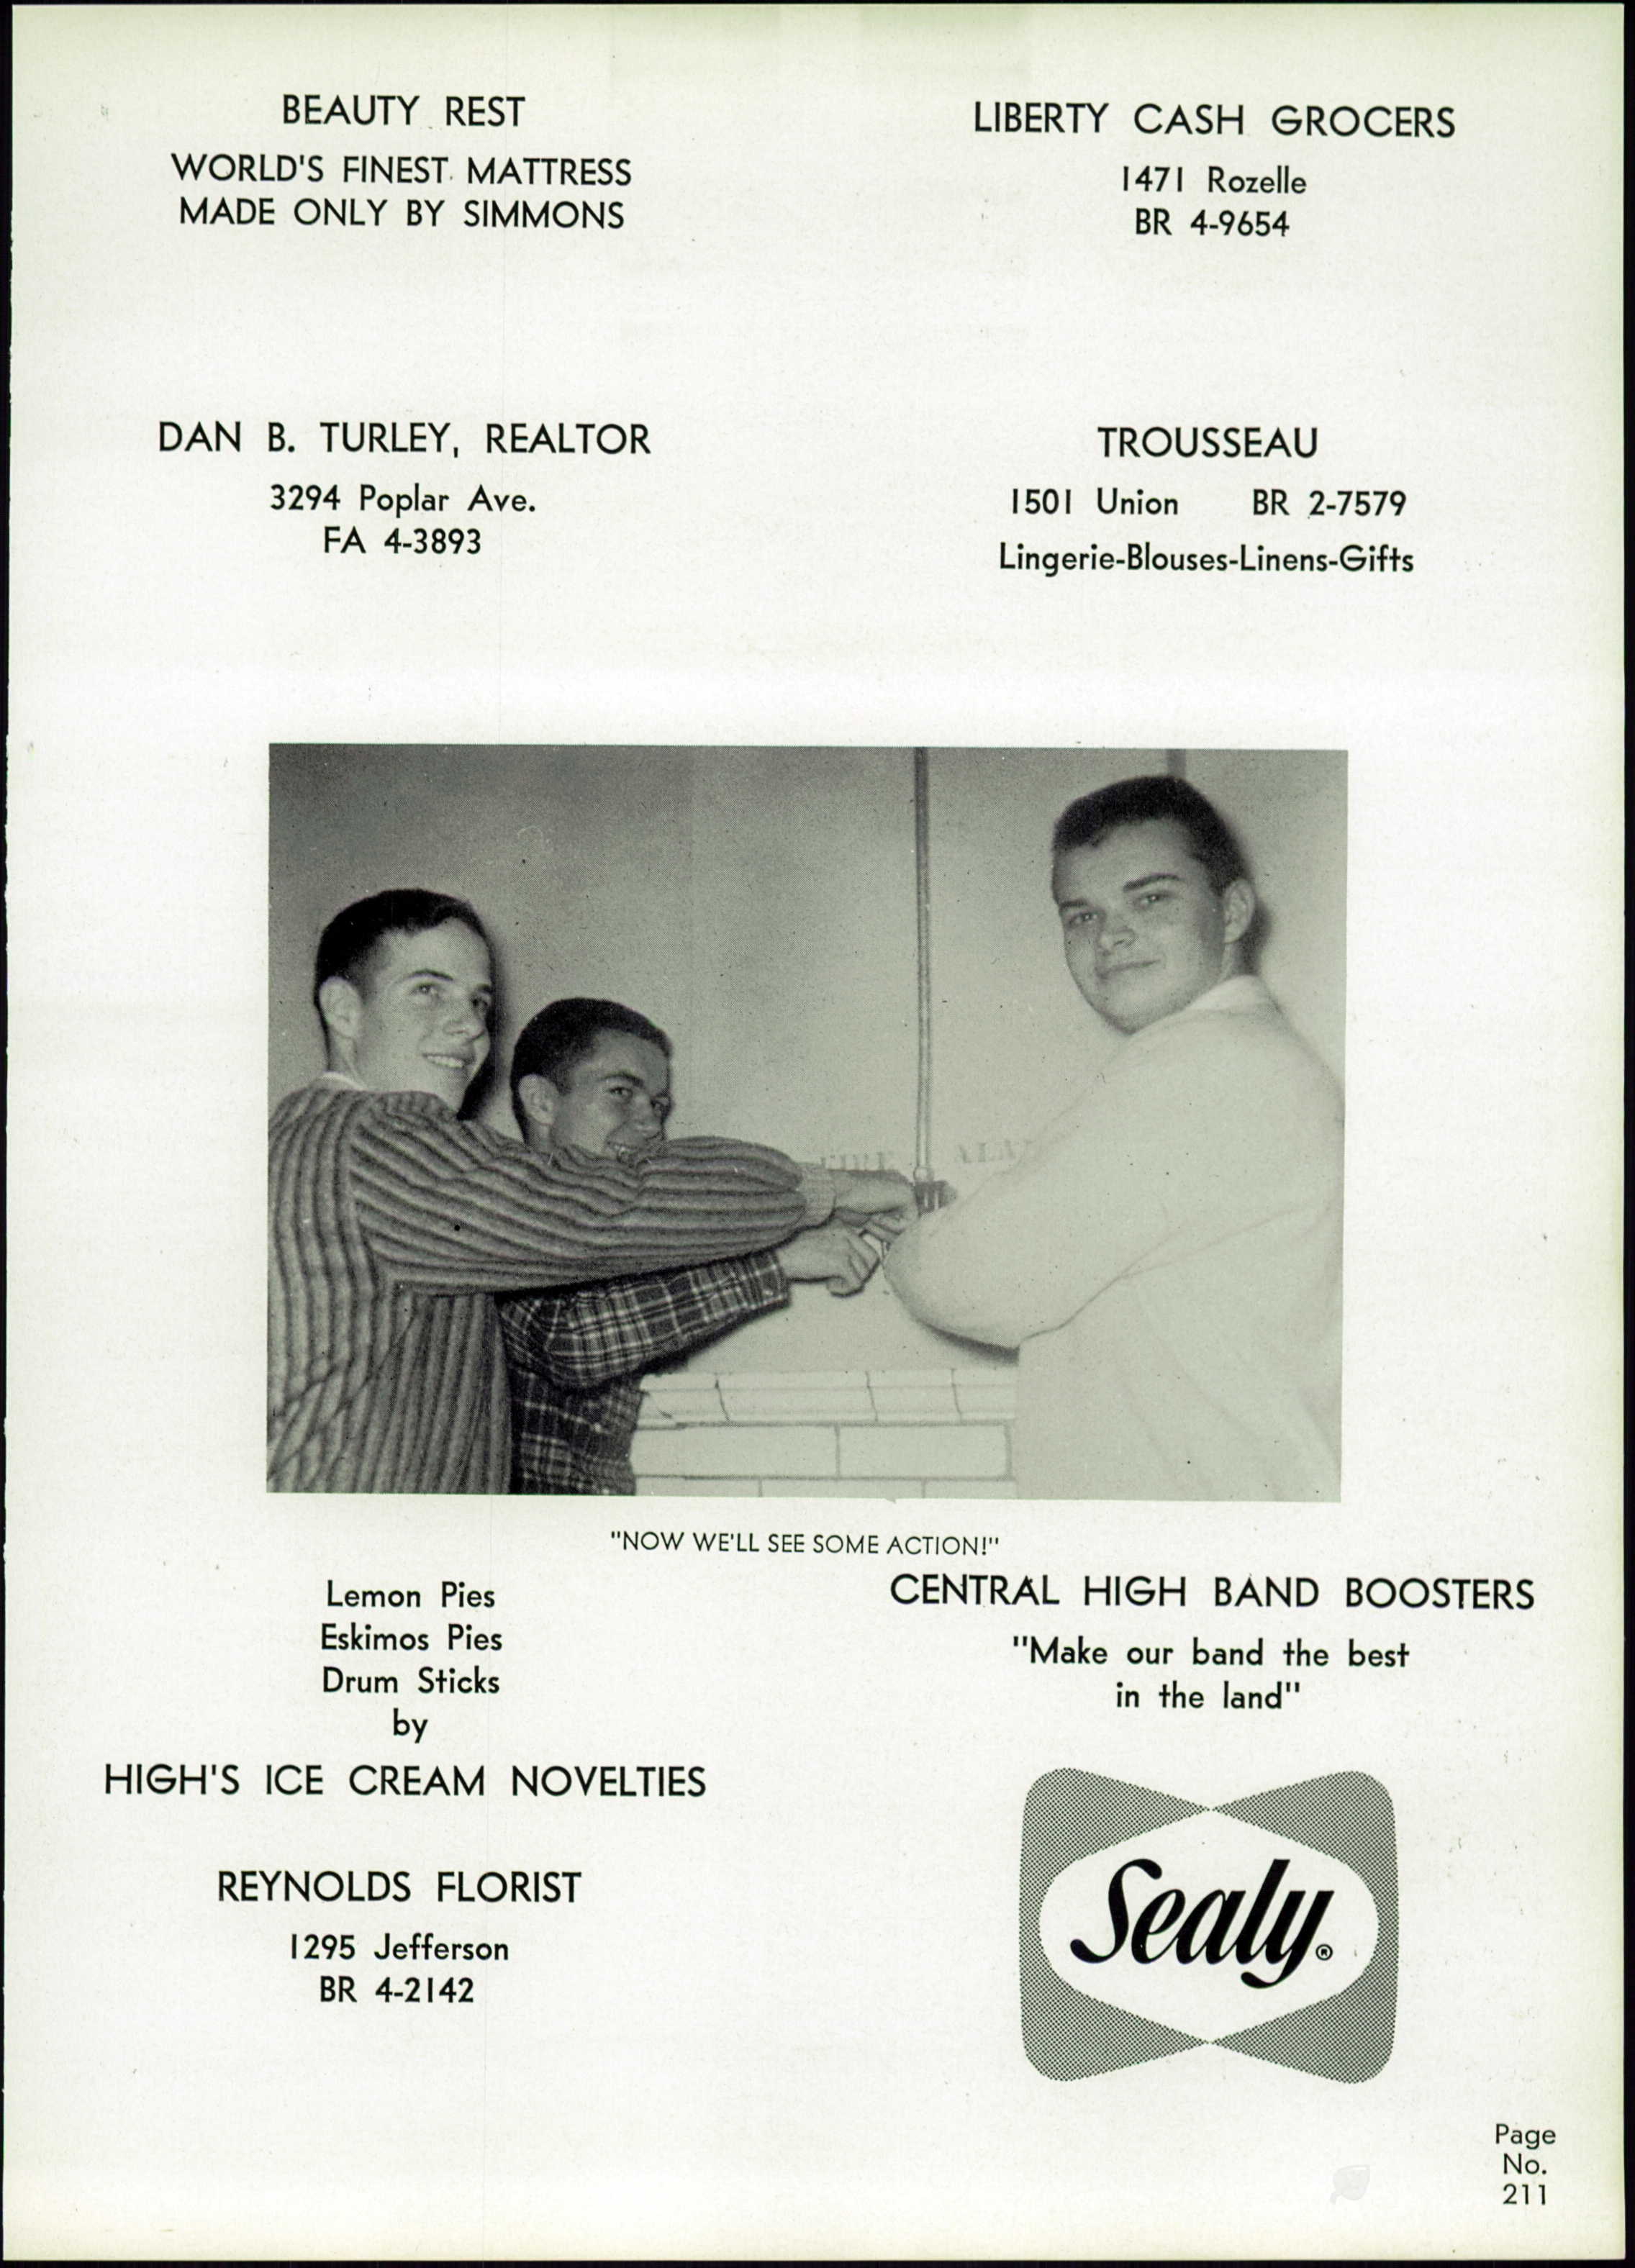 BEAUTY REST
WORLD'S FINEST MATTRESS
MADE ONLY BY SIMMONS
LIBERTY CASH GROCERS
1471 Rozelle
BR 4-9654
DAN B. TURLEY, REALTOR
3294 Poplar Ave.
FA 4-3893
TROUSSEAU
1501 Union BR 2-7579
Lingerie-Blouses-Linens-Gifts
FIRE ALA
"NOW WE'LL SEE SOME ACTION!"
Lemon Pies
Eskimos Pies
Drum Sticks
by
HIGH'S ICE CREAM NOVELTIES
CENTRAL HIGH BAND BOOSTERS
"Make our band the best
in the land"
REYNOLDS FLORIST
1295 Jefferson
BR 4-2142
Sealy®
Page
No.
211